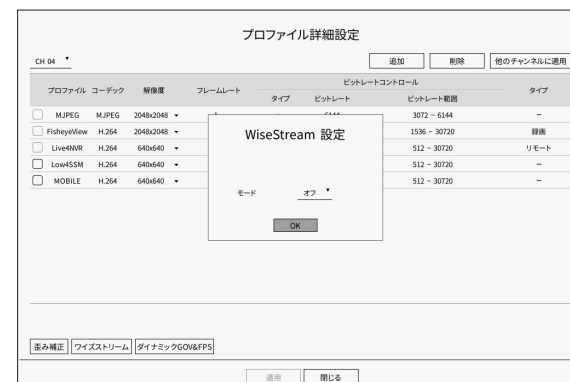 プロファイル詳細設定
CH 04 追加 削除 他のチャンネルに適用
プロファイル コーデック 解像度 フレームレート ビットレートコントロール タイプ
タイプ ビットレート ビットレート範囲
MJPEG MJPEG 2048x2048 3072 ~ 6144 –
FisheyeView H.264 2048x2048 1536 ~ 30720 録画
Live4NVR H.264 640x640 512 ~ 30720 リモート
Low4SSM H.264 640x640 512 ~ 30720 –
MOBILE H.264 640x640 512 ~ 30720 –
WiseStream 設定
モード オフ
OK
歪み補正 ワイズストリーム ダイナミックGOV&FPS
適用 閉じる